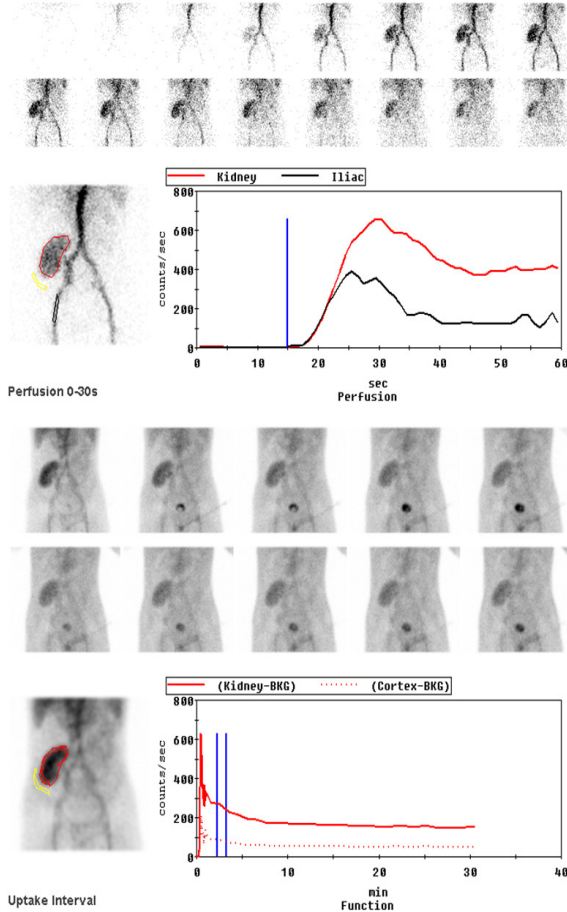 Kidney Iliac
800
600
400
200
0
counts/sec
0 10 20 30 40 50 60
sec
Perfusion
Perfusion 0-30s
(Kidney-BKG) (Cortex-BKG)
800
600
400
200
0
counts/sec
0 10 20 30 40
min
Function
Uptake Interval